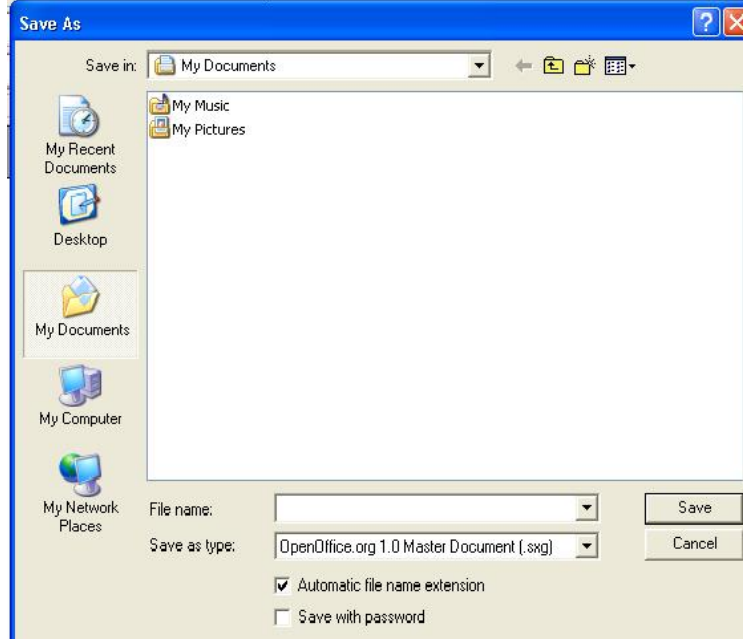 Save As
?
Save in: My Documents
My Recent
Documents
Desktop
My Documents
My Computer
My Network
Places
My Music
My Pictures
File name:
Save
Save as type: OpenOffice.org 1.0 Master Document (.sxg)
Cancel
Automatic file name extension
Save with password